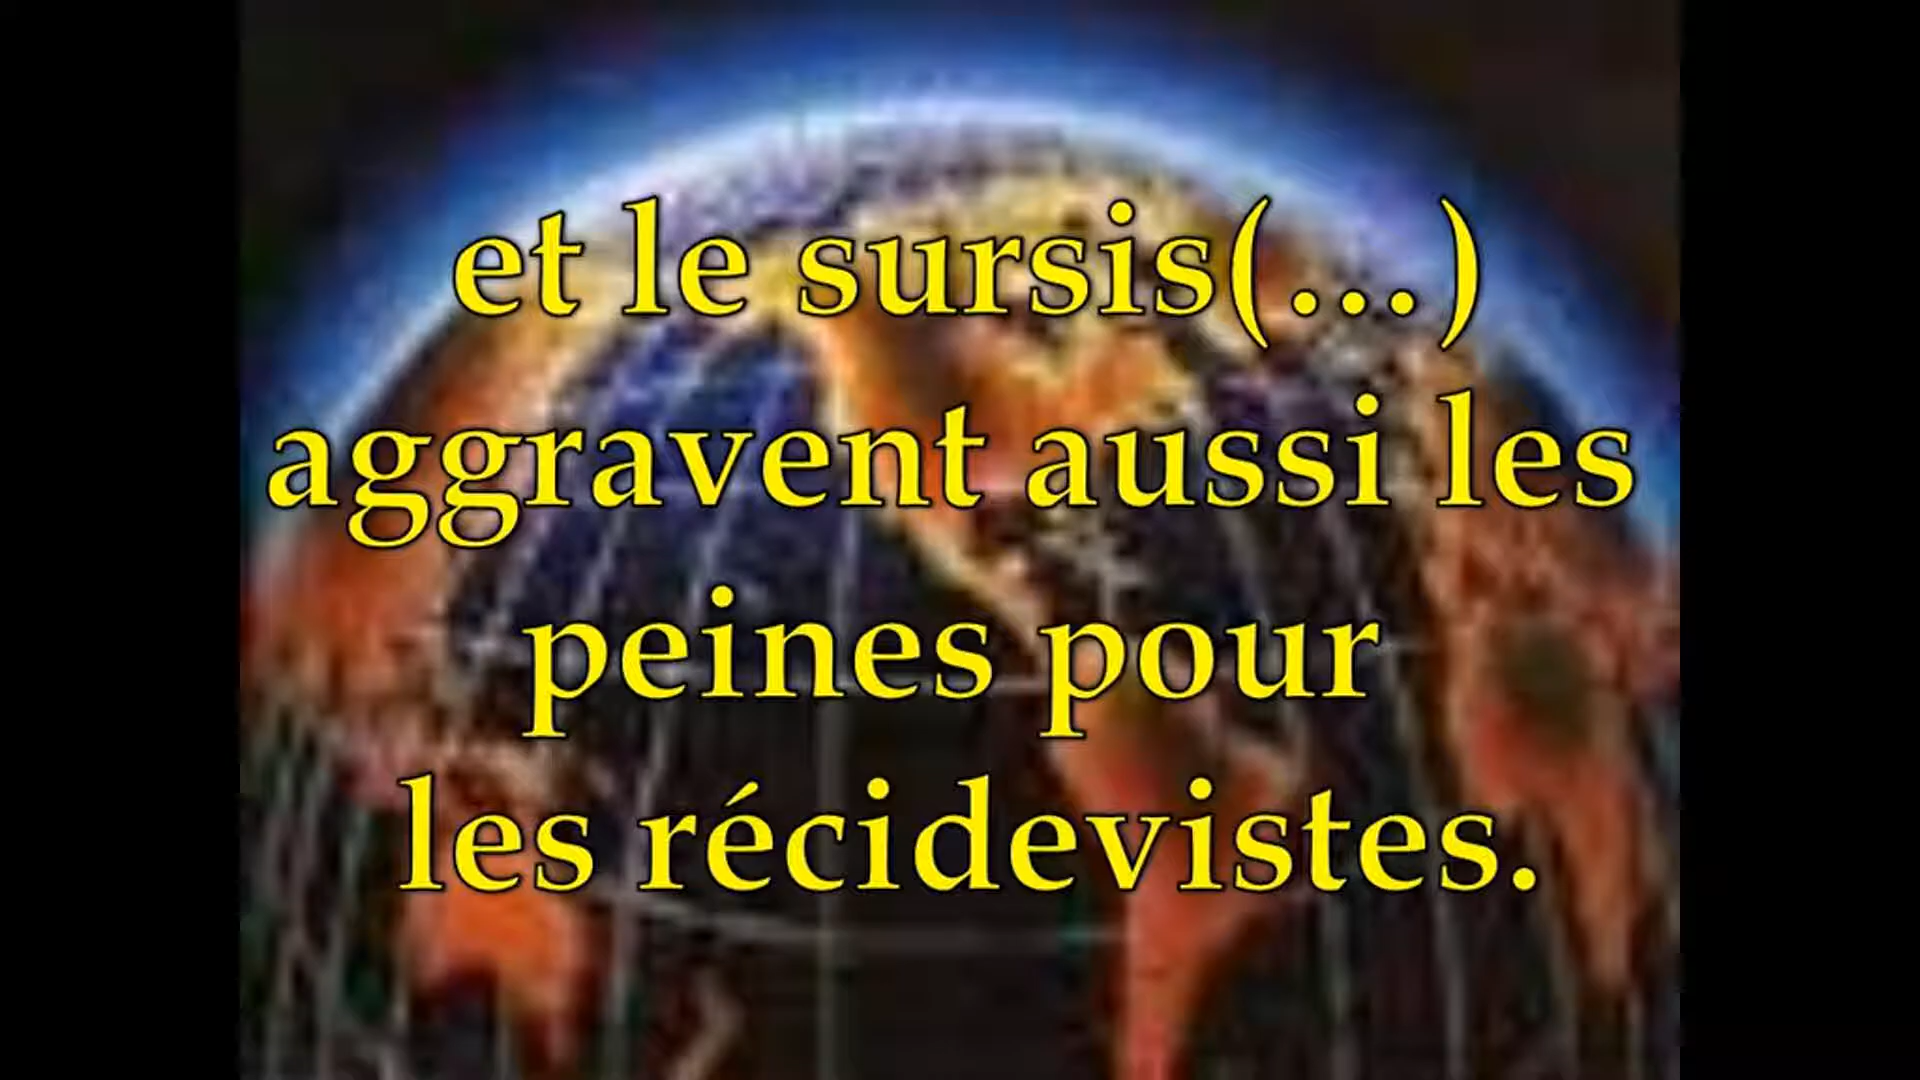 et le sursis(...)
aggravent aussi les
peines pour
les récidevistes.